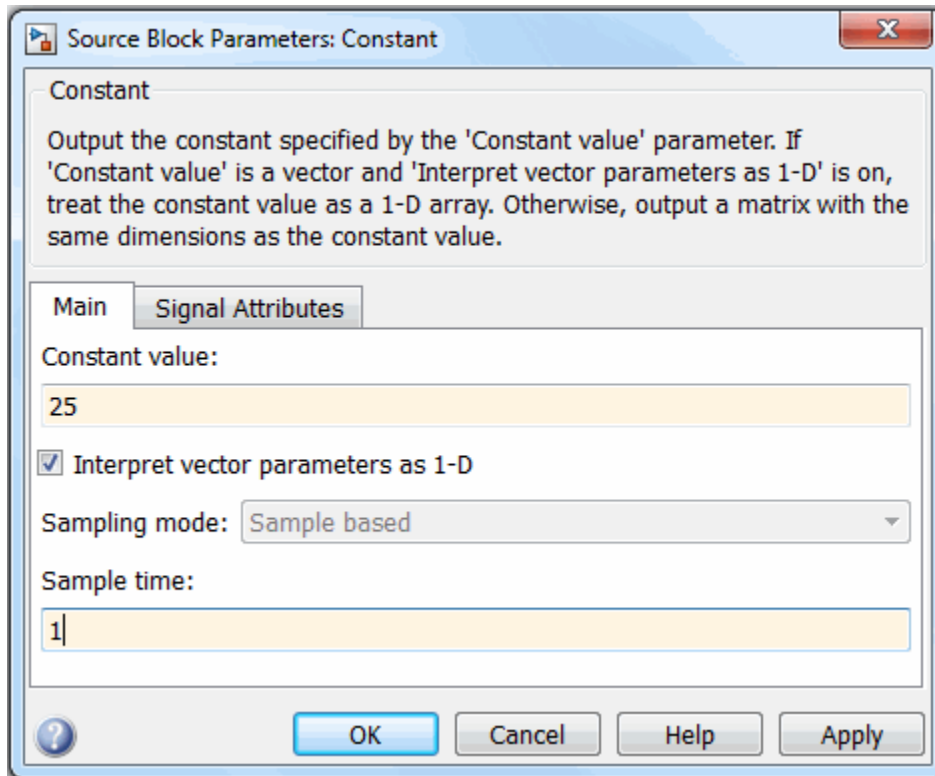 Source Block Parameters: Constant
Constant
Output the constant specified by the 'Constant value' parameter. If
'Constant value' is a vector and 'Interpret vector parameters as 1-D' is on,
treat the constant value as a 1-D array. Otherwise, output a matrix with the
same dimensions as the constant value.
Main Signal Attributes
Constant value:
25
Interpret vector parameters as 1-D
Sampling mode: Sample based
Sample time:
1
OK Cancel Help Apply